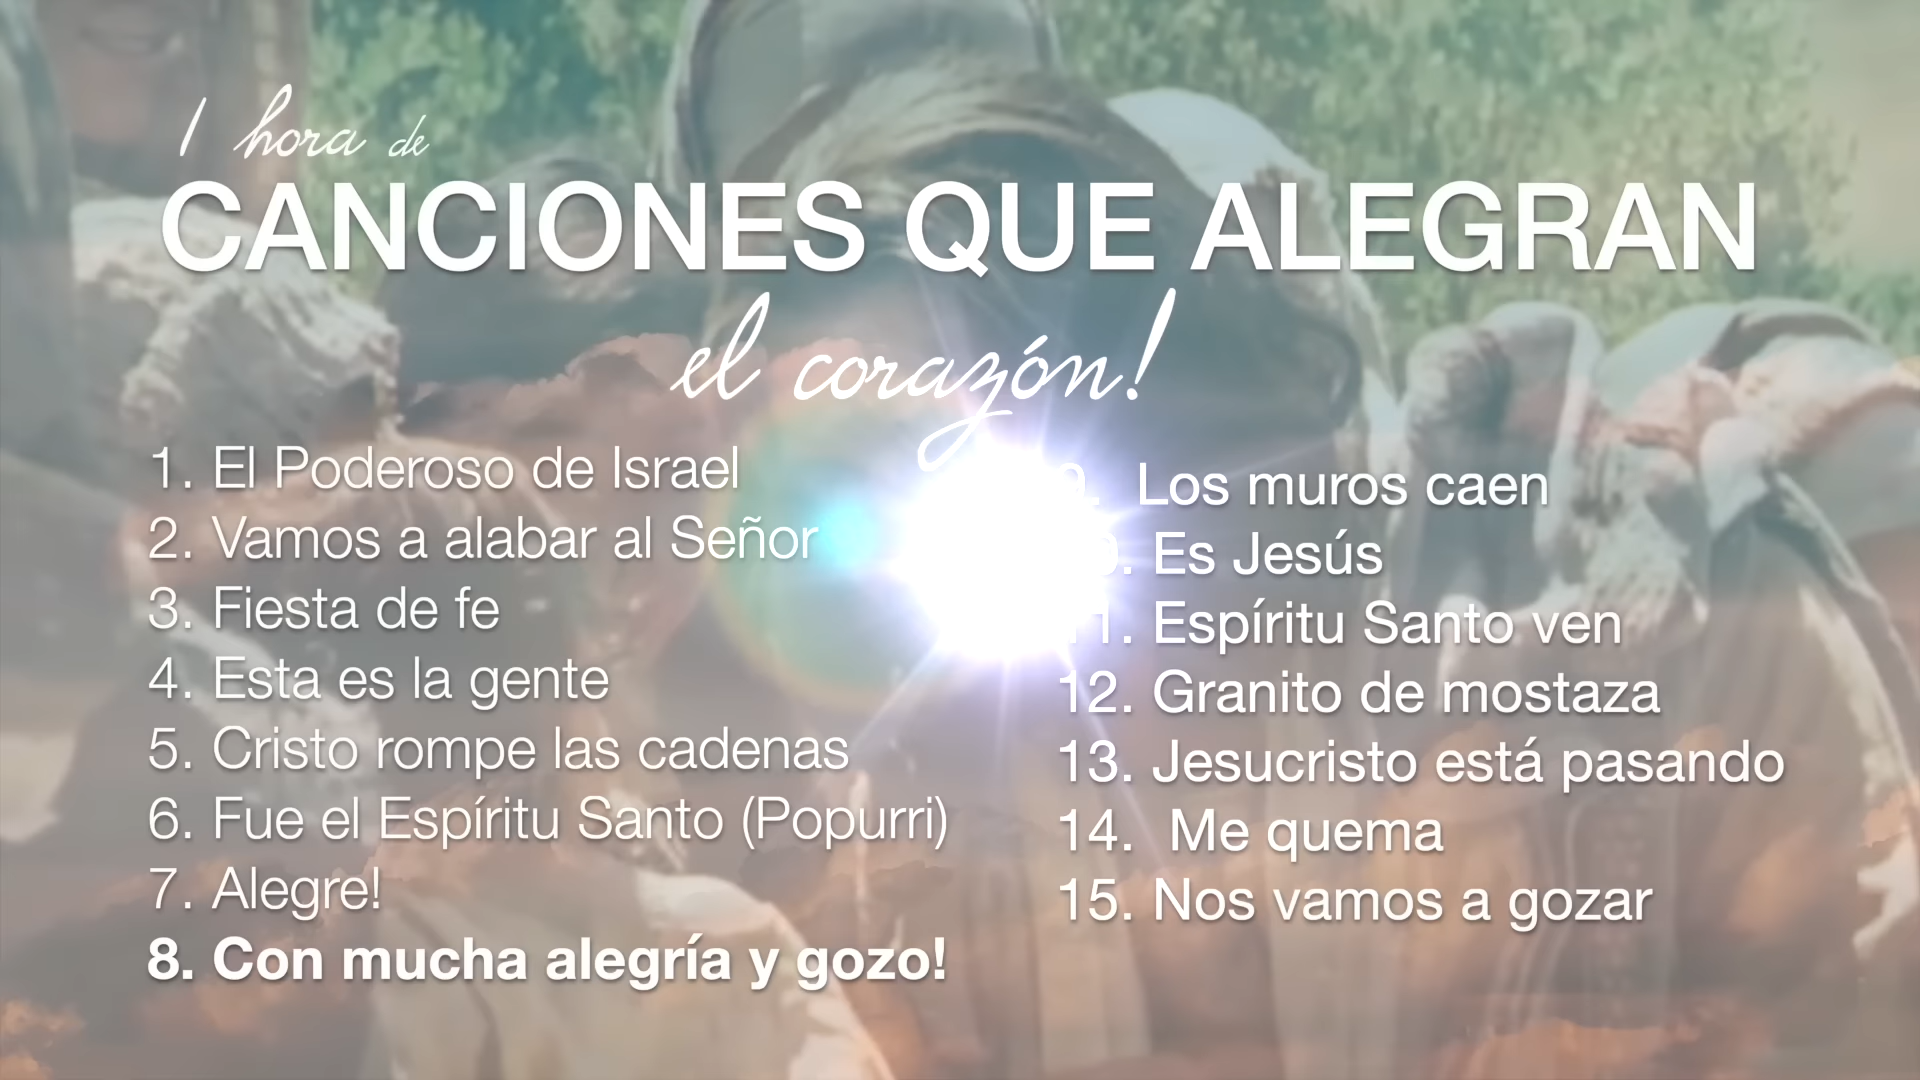 1 hora de
CANCIONES QUE ALEGRAN
el corazón!
1. El Poderoso de Israel
2. Vamos a alabar al Señor
3. Fiesta de fe
4. Esta es la gente
5. Cristo rompe las cadenas
6. Fue el Espíritu Santo (Popurri)
7. Alegre!
8. Con mucha alegría y gozo!
9. Los muros caen
Es Jesús
11. Espíritu Santo ven
12. Granito de mostaza
13. Jesucristo está pasando
14. Me quema
15. Nos vamos a gozar